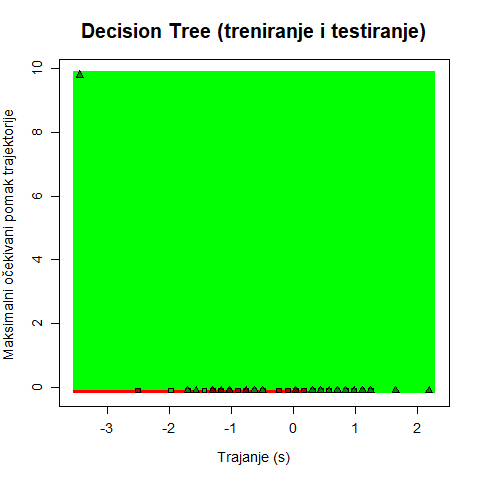 Decision Tree (treniranje i testiranje)
Maksimalni očekivani pomak trajektorije
10
8
6
4
2
0
-3 -2 -1 0 1 2
Trajanje (s)